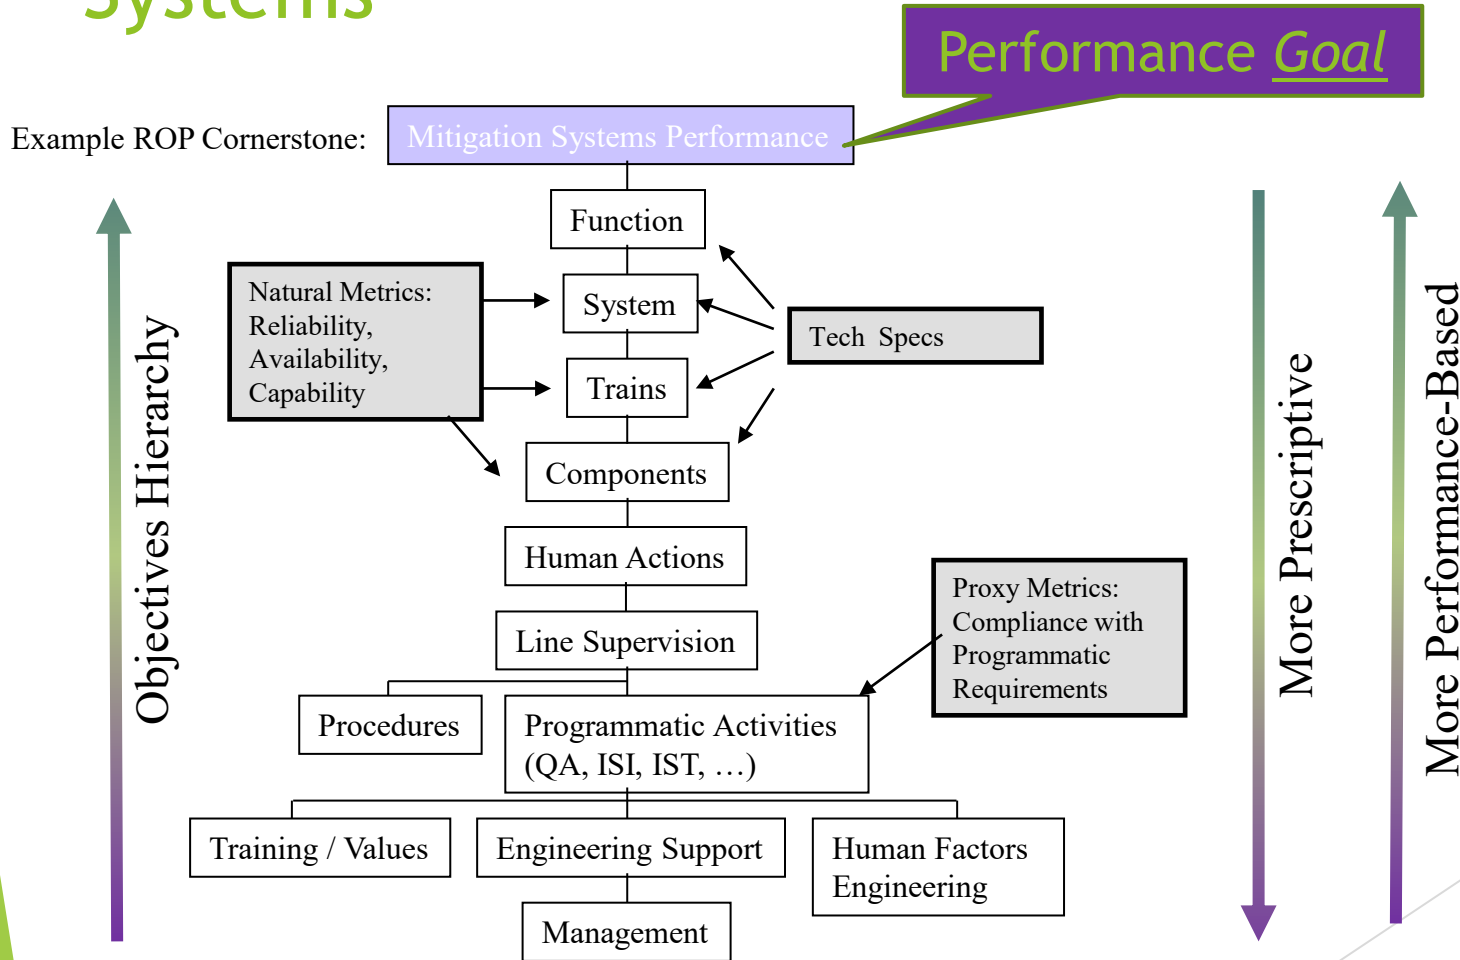 Systems
Performance Goal
Example ROP Cornerstone:
Mitigation Systems Performance
Function
Natural Metrics:
Reliability,
Availability,
Capability
System
Tech Specs
Trains
Components
Human Actions
Proxy Metrics:
Compliance with
Programmatic
Requirements
Line Supervision
Procedures
Programmatic Activities
(QA, ISI, IST, …)
Training / Values
Engineering Support
Human Factors
Engineering
Management
Objectives Hierarchy
More Prescriptive
More Performance-Based